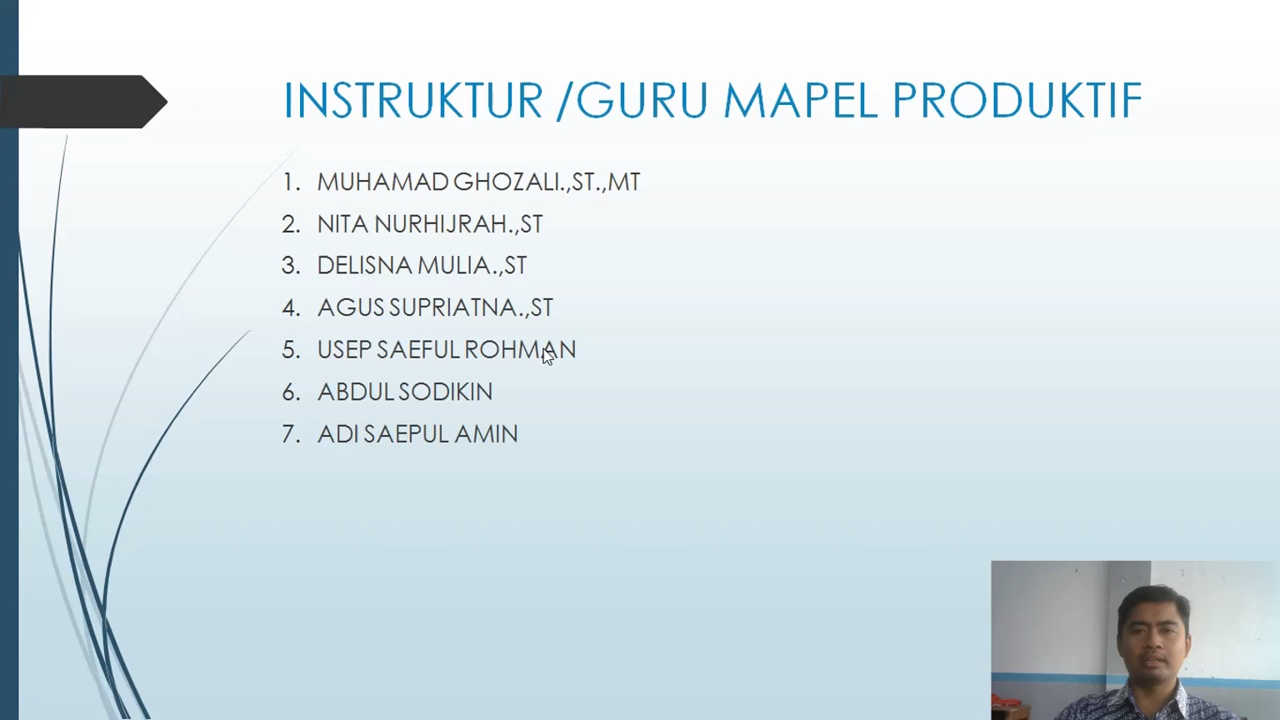 INSTRUKTUR /GURU MAPEL PRODUKTIF
1. MUHAMAD GHOZALI.,ST.,MT
2. NITA NURHIJRAH.,ST
3. DELISNA MULIA.,ST
4. AGUS SUPRIATNA.,ST
5. USEP SAEFUL ROHMAN
6. ABDUL SODIKIN
7. ADI SAEPUL AMIN